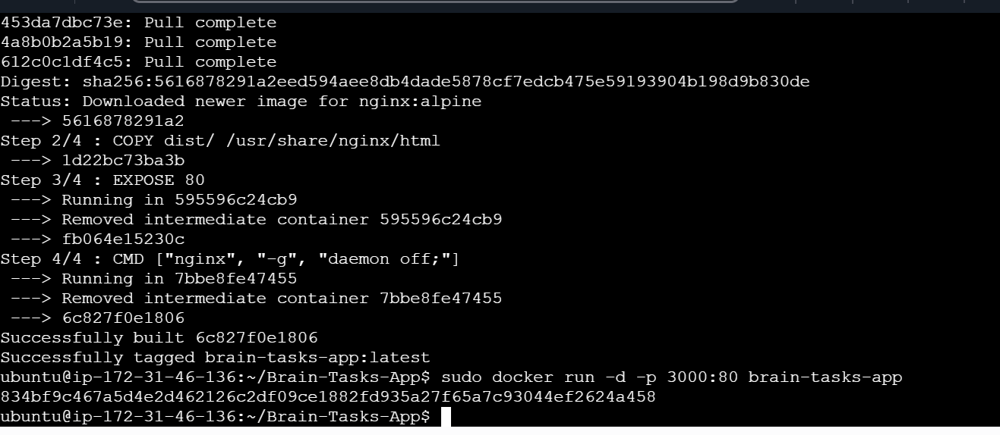 453da7dbc73e: Pull complete
4a8b0b2a5b19: Pull complete
612c0c1df4c5: Pull complete
Digest: sha256:5616878291a2eed594aee8db4dade5878cf7edcb475e59193904b198d9b830de
Status: Downloaded newer image for nginx:alpine
 ---> 5616878291a2
Step 2/4 : COPY dist/ /usr/share/nginx/html
 ---> 1d22bc73ba3b
Step 3/4 : EXPOSE 80
 ---> Running in 595596c24cb9
 ---> Removed intermediate container 595596c24cb9
 ---> fb064e15230c
Step 4/4 : CMD ["nginx", "-g", "daemon off;"]
 ---> Running in 7bbe8fe47455
 ---> Removed intermediate container 7bbe8fe47455
 ---> 6c827f0e1806
Successfully built 6c827f0e1806
Successfully tagged brain-tasks-app:latest
ubuntu@ip-172-31-46-136:~/Brain-Tasks-App$ sudo docker run -d -p 3000:80 brain-tasks-app
834bf9c467a5d4e2d462126c2df09ce1882fd935a27f65a7c93044ef2624a458
ubuntu@ip-172-31-46-136:~/Brain-Tasks-App$